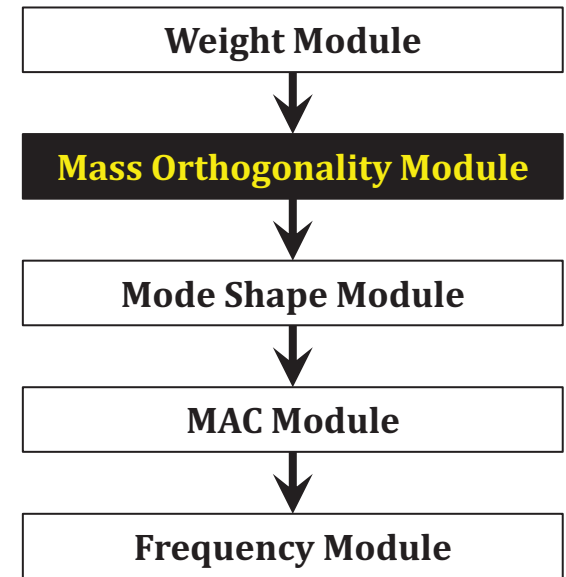 Weight Module
Mass Orthogonality Module
Mode Shape Module
MAC Module
Frequency Module